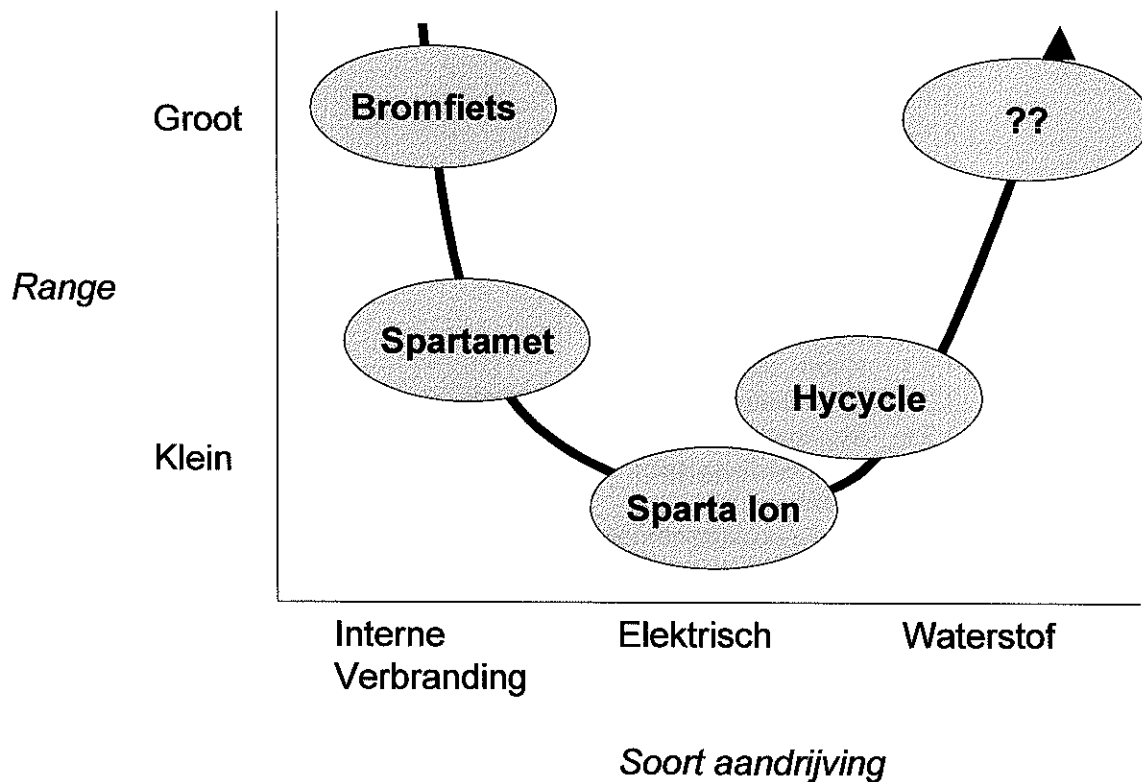 Groot
Bromfiets
??
Range
Spartamet
Hycycle
Klein
Sparta Ion
Interne
Verbranding
Elektrisch
Waterstof
Soort aandrijving